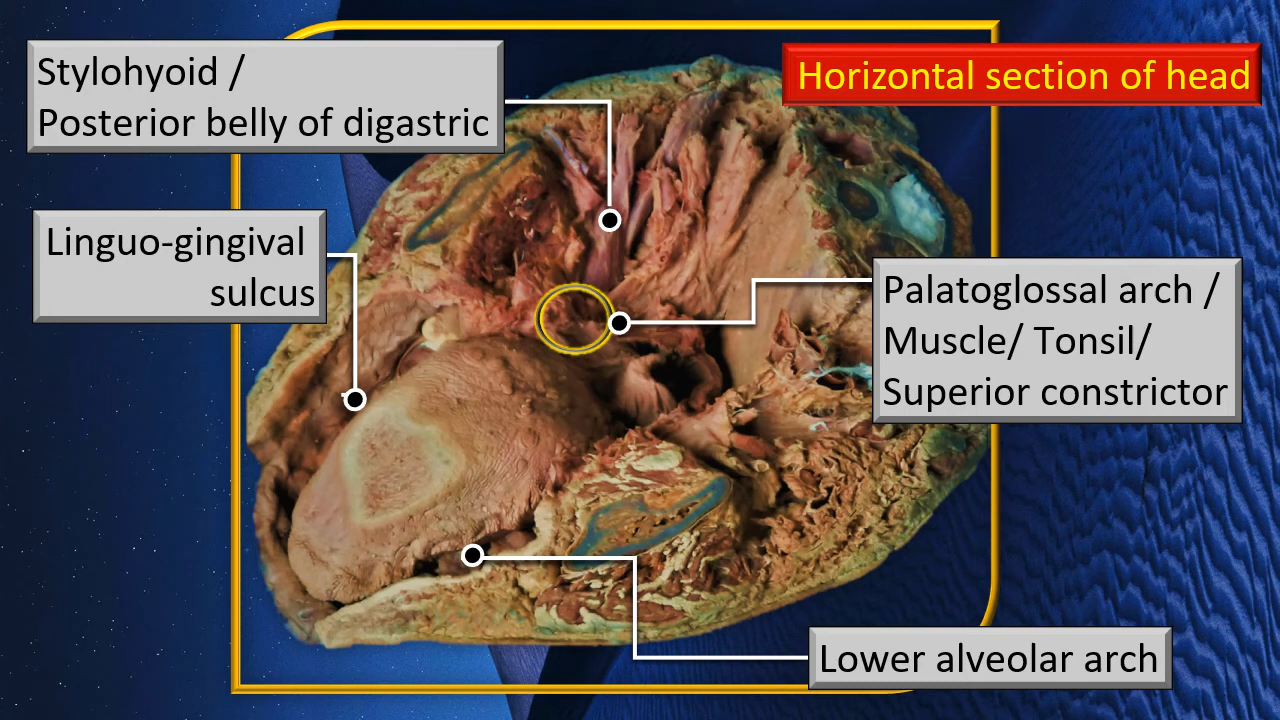 Horizontal section of head
Stylohyoid /
Posterior belly of digastric
Linguo-gingival
sulcus
Palatoglossal arch /
Muscle/ Tonsil/
Superior constrictor
Lower alveolar arch